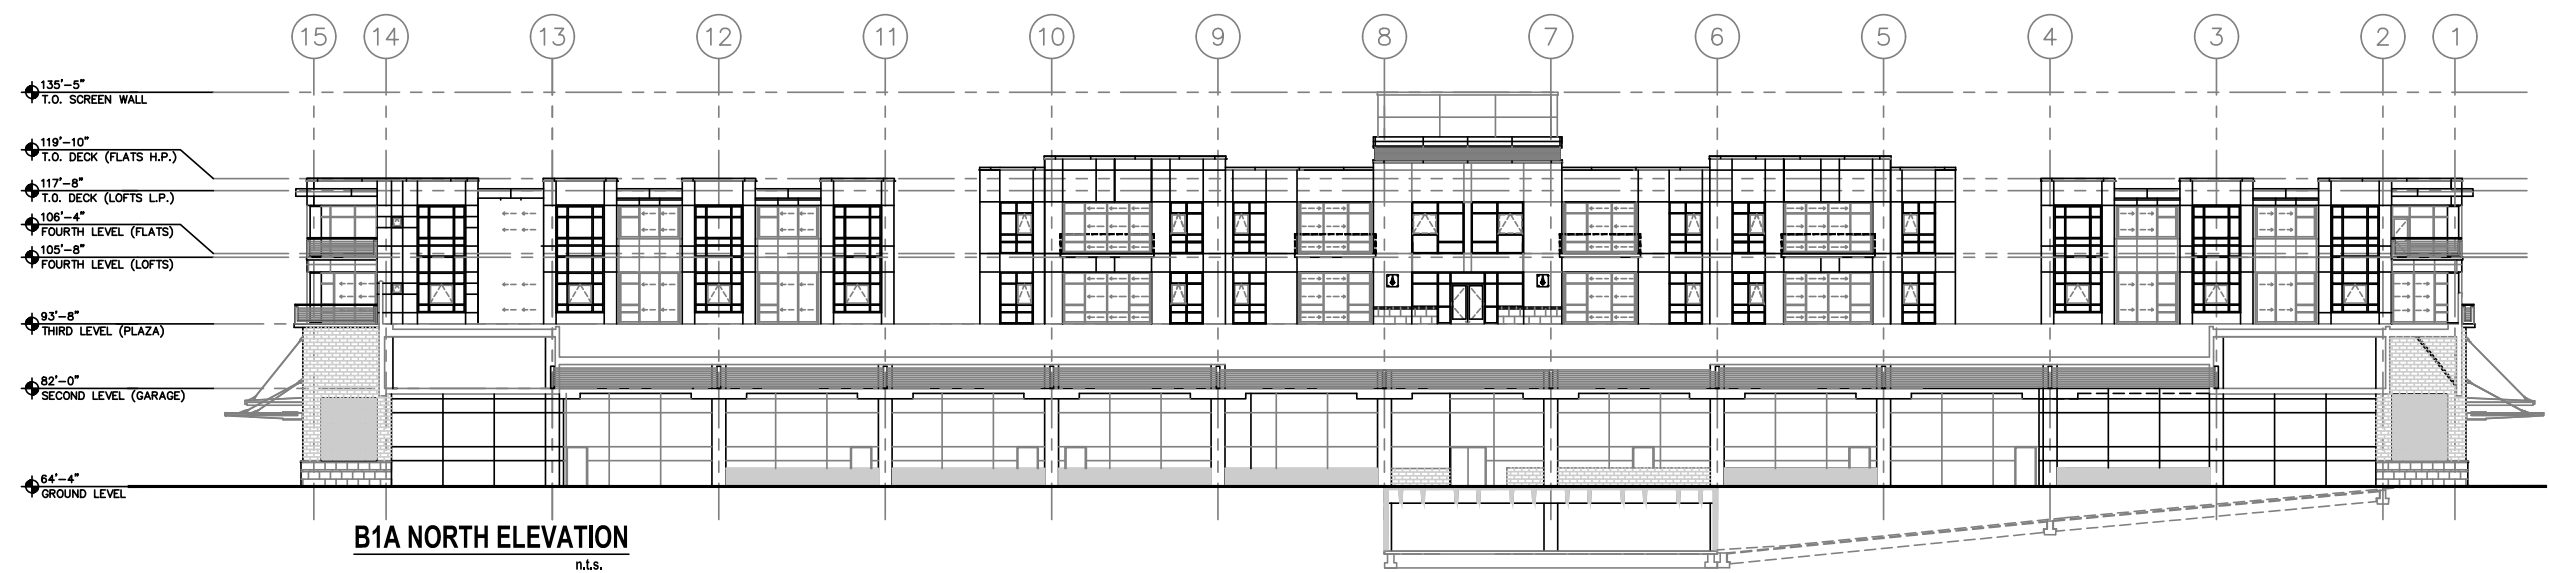 15 14 13 12 11 10 9 8 7 6 5 4 3 2 1
135'-5"
T.O. SCREEN WALL
119'-10"
T.O. DECK (FLATS H.P.)
117'-8"
T.O. DECK (LOFTS L.P.)
106'-4"
FOURTH LEVEL (FLATS)
105'-8"
FOURTH LEVEL (LOFTS)
93'-8"
THIRD LEVEL (PLAZA)
82'-0"
SECOND LEVEL (GARAGE)
64'-4"
GROUND LEVEL
B1A NORTH ELEVATION
n.t.s.